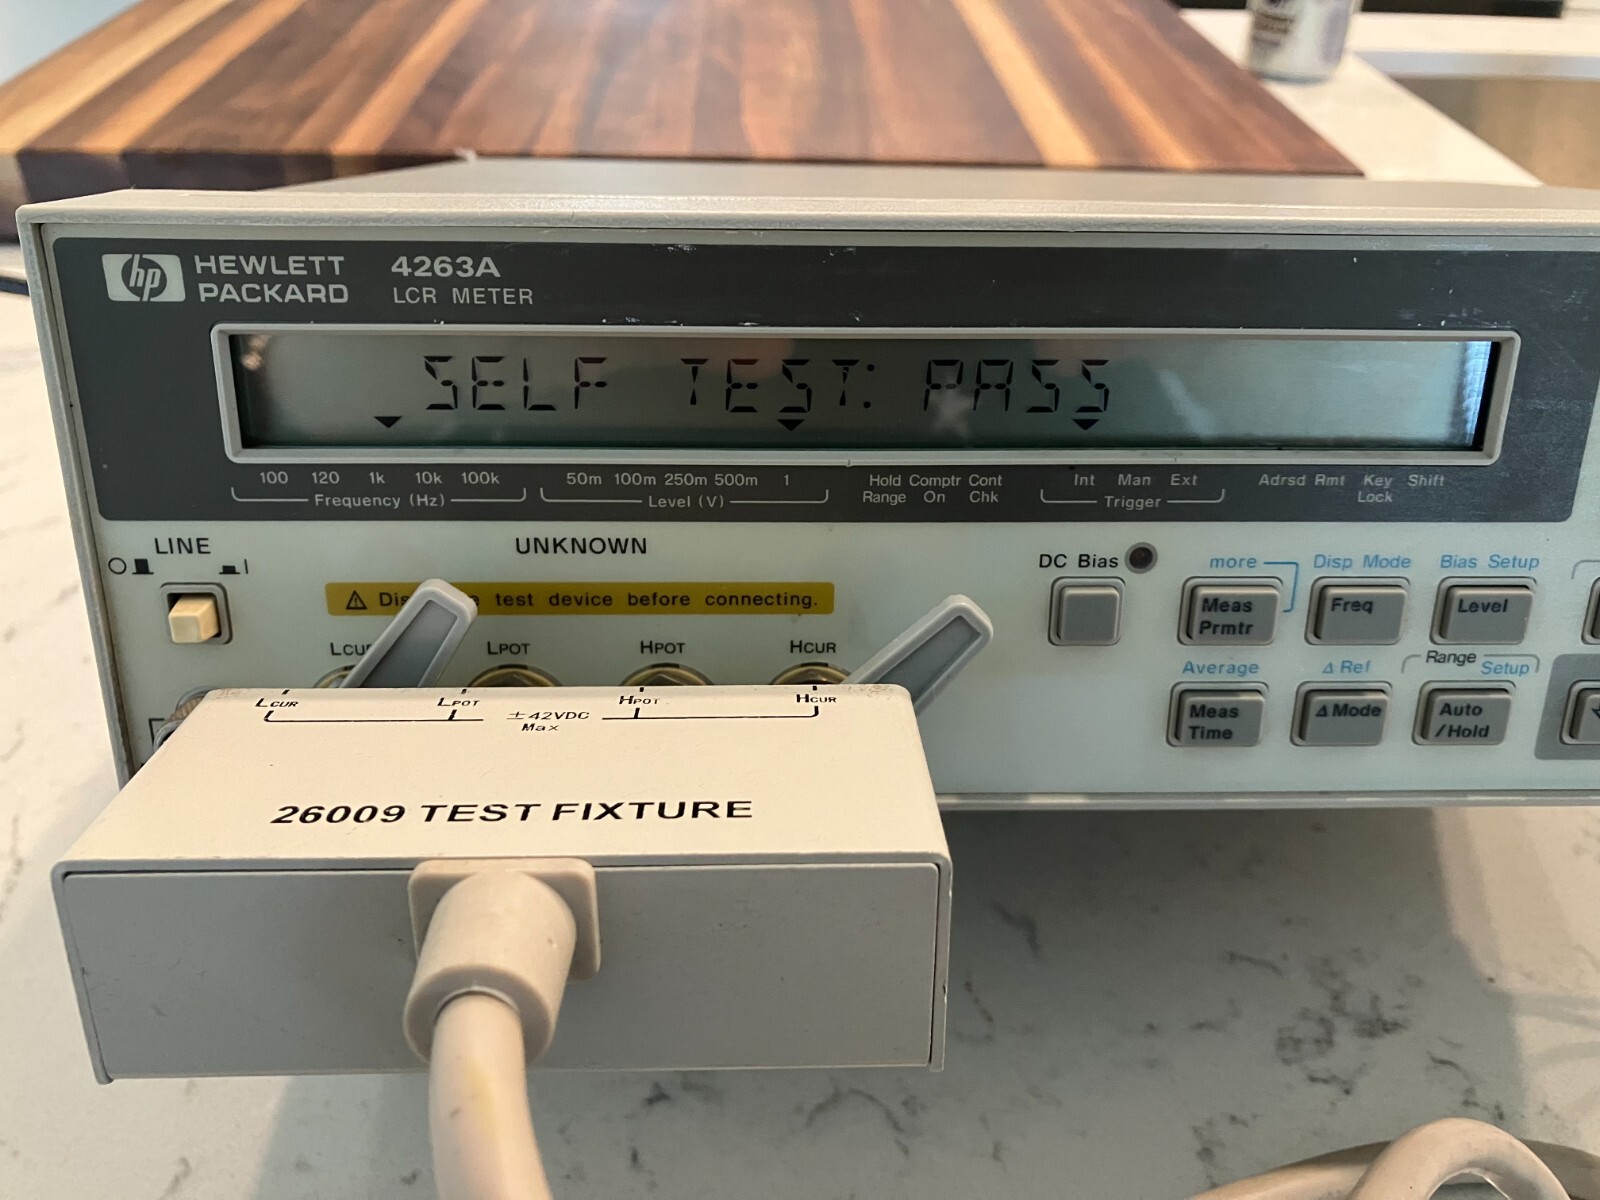 hp HEWLETT PACKARD 4263A
LCR METER
SELF TEST: PASS
100 120 1k 10k 100k
Frequency (Hz)
50m 100m 250m 500m 1
Level (V)
Hold Range
Comptr On
Cont Chk
Int Man Ext
Trigger
Adrsd Rmt Key Lock Shift
LINE
UNKNOWN
test device before connecting.
LPOT HPOT HCUR
DC Bias
more
Disp Mode
Bias Setup
Meas Prmtr
Freq
Level
Average
Δ Ref
Range Setup
Meas Time
Δ Mode
Auto /Hold
LCUR LPOT HPOT HCUR
±42VDC
Max
26009 TEST FIXTURE